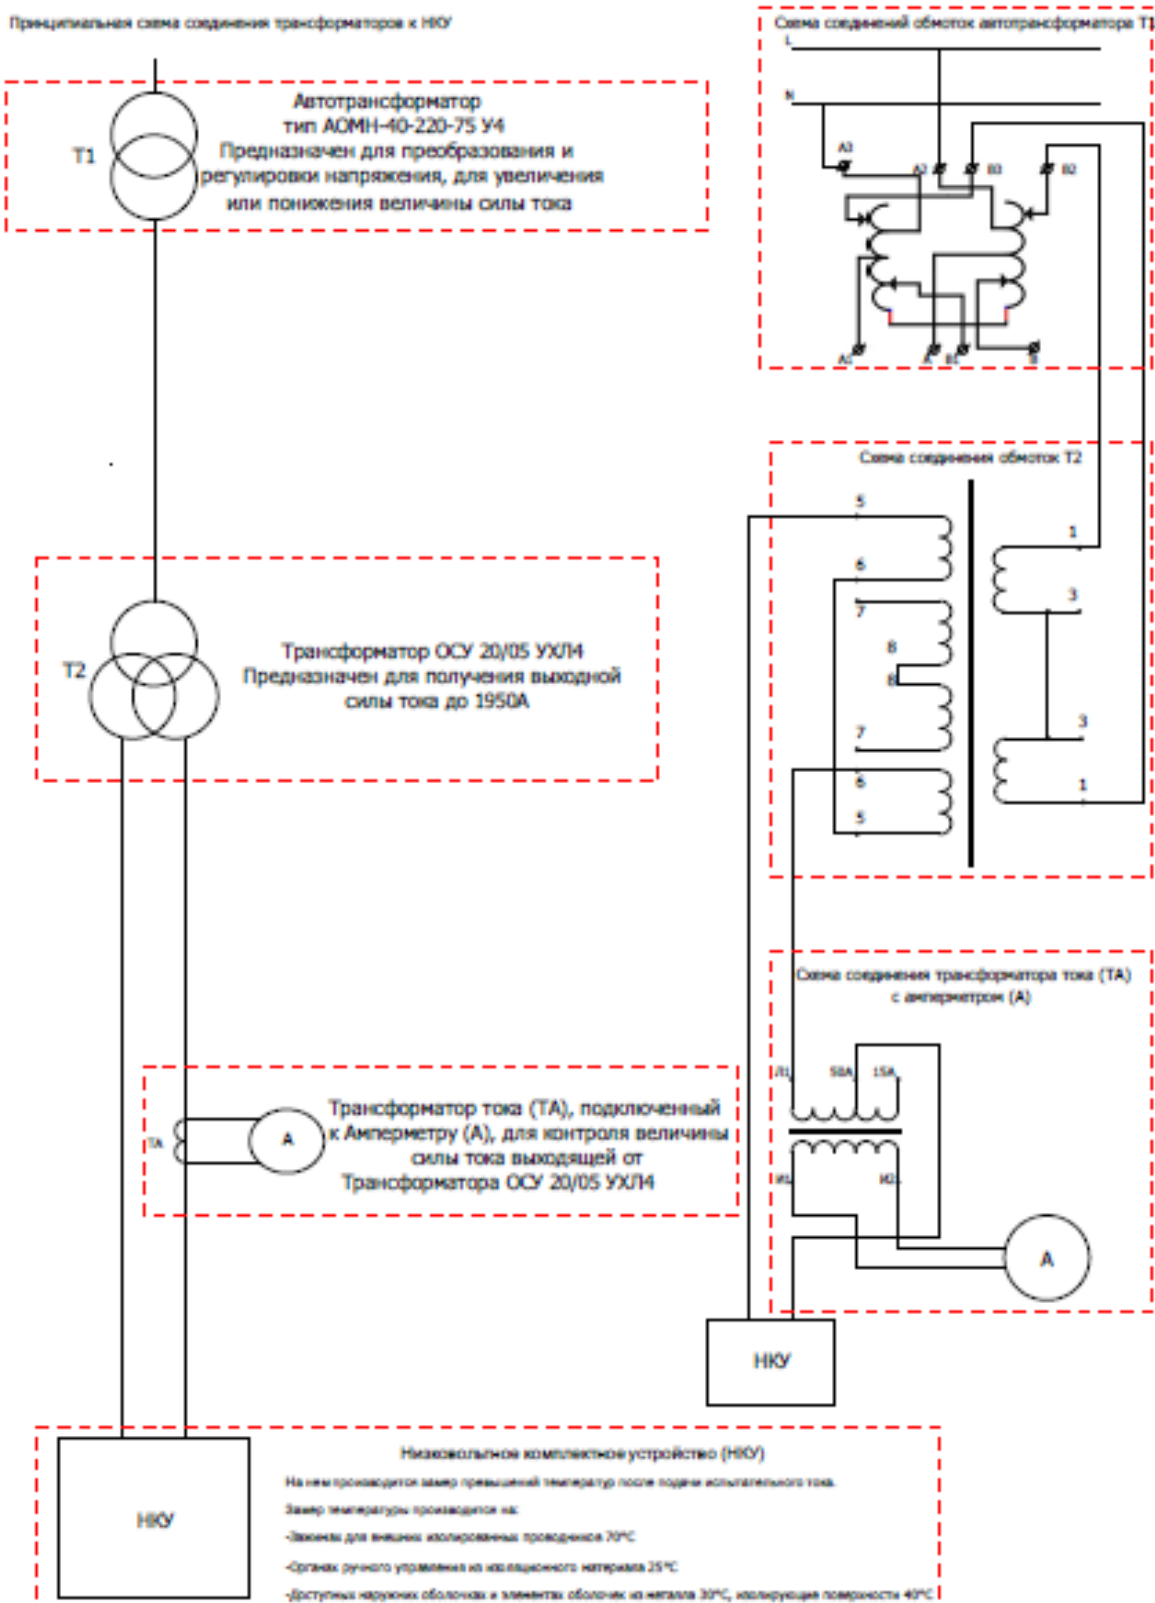 Принципиальная схема соединения трансформаторов к НКУ
Автотрансформатор
тип АОМН-40-220-75 У4
Т1
Предназначен для преобразования и
регулировки напряжения, для увеличения
или понижения величины силы тока
Трансформатор ОСУ 20/05 УХЛ4
Т2
Предназначен для получения выходной
силы тока до 1950А
ТА
А
Трансформатор тока (ТА), подключенный
к Амперметру (А), для контроля величины
силы тока выходящей от
Трансформатора ОСУ 20/05 УХЛ4
НКУ
Низковольтное комплектное устройство (НКУ)
На нем производится замер превышений температур после подачи испытательного тока.
Замер температуры производится на:
-Зажимах для внешних изолированных проводников 70°С
-Органах ручного управления из изоляционного материала 25°С
-Доступных наружних оболочках и элементах оболочек из металла 30°С, изолирующие поверхности 40°С
Схема соединений обмоток автотрансформатора Т1
L
N
А3
А2
В3
В2
А1
А
В1
В
Схема соединения обмоток Т2
5
6
7
8
8
7
6
5
1
3
3
1
Схема соединения трансформатора тока (ТА)
с амперметром (А)
Л1
50А
15А
И1
И2
А
НКУ